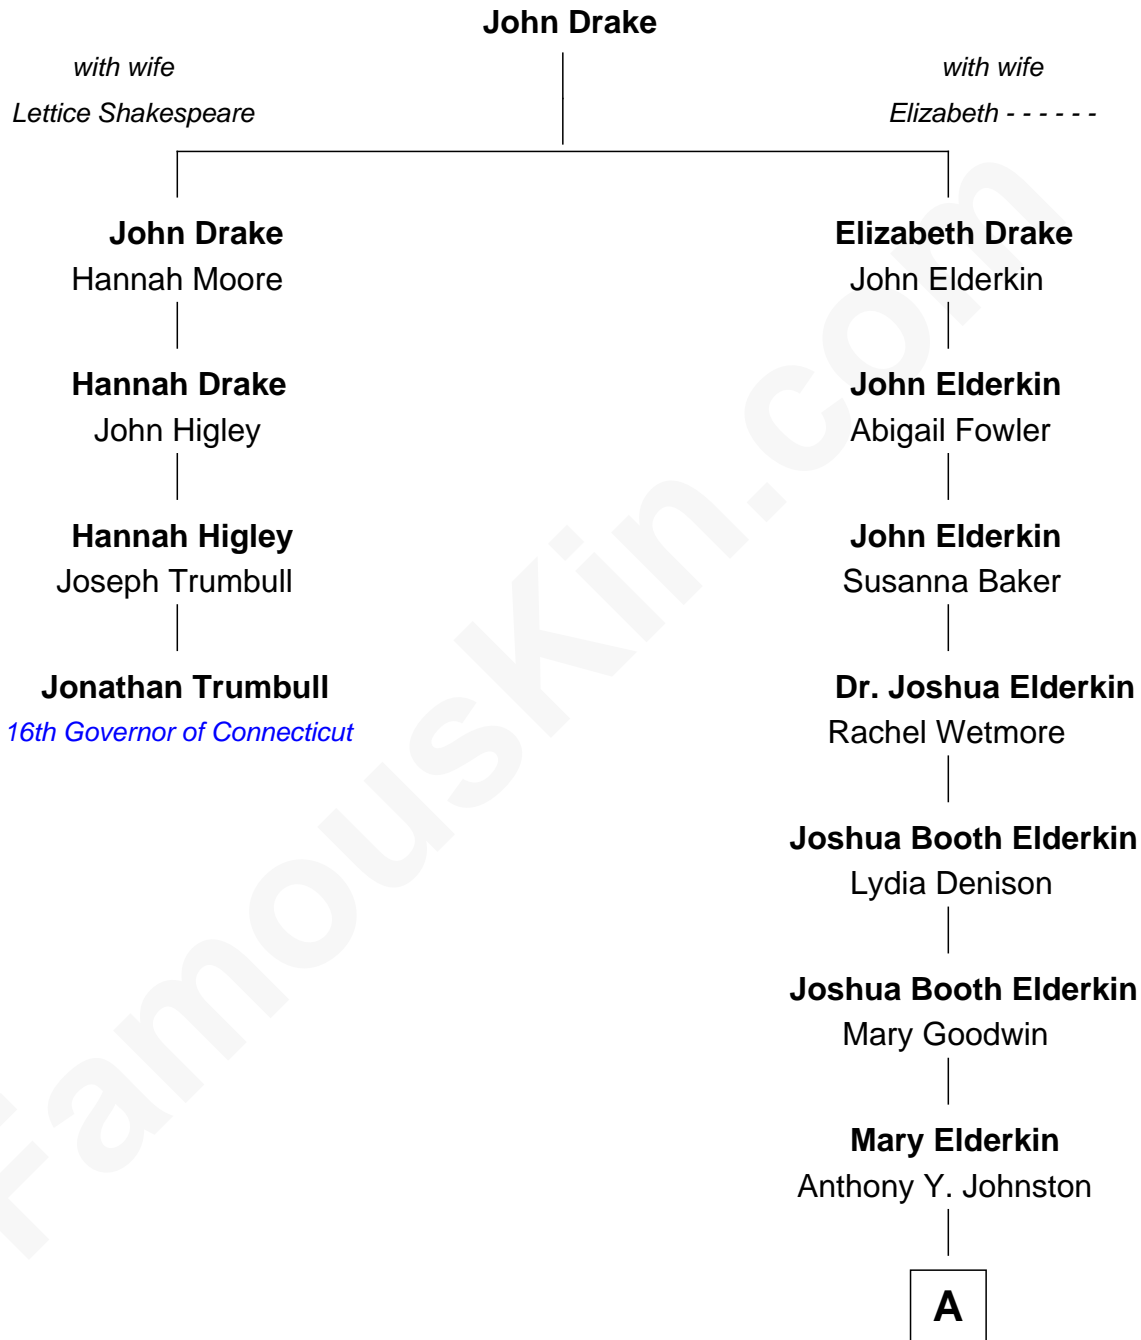 John Drake
with wife
Lettice Shakespeare
with wife
Elizabeth - - - - - -
John Drake
Hannah Moore
Hannah Drake
John Higley
Hannah Higley
Joseph Trumbull
Jonathan Trumbull
16th Governor of Connecticut
Elizabeth Drake
John Elderkin
John Elderkin
Abigail Fowler
John Elderkin
Susanna Baker
Dr. Joshua Elderkin
Rachel Wetmore
Joshua Booth Elderkin
Lydia Denison
Joshua Booth Elderkin
Mary Goodwin
Mary Elderkin
Anthony Y. Johnston
A
FamousKin.com